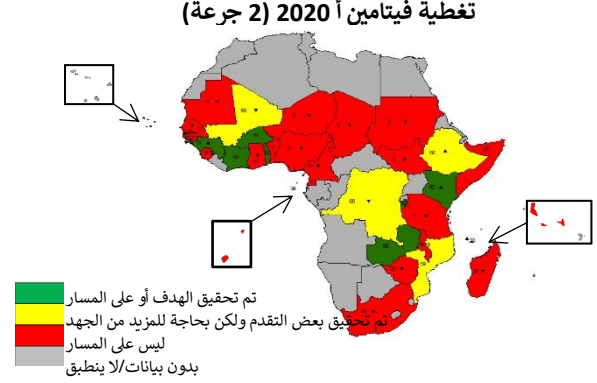 تغطية فيتامين أ 2020 (2 جرعة)
تم تحقيق الهدف أو على المسار
تم تحقيق بعض التقدم ولكن بحاجة للمزيد من الجهد
ليس على المسار
بدون بيانات/لا ينطبق